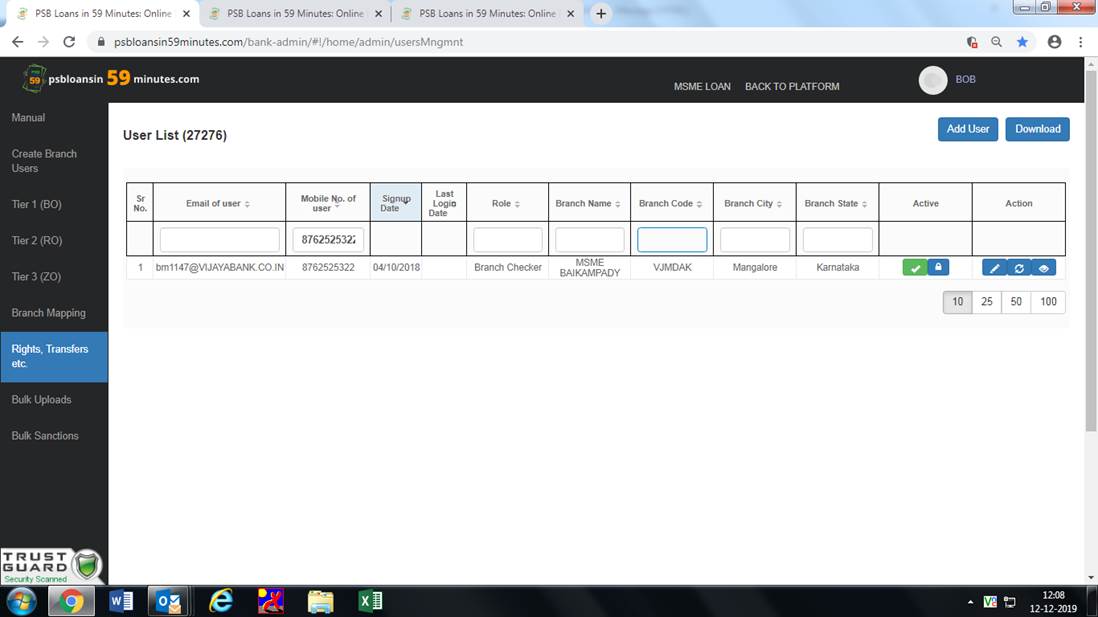 PSB Loans in 59 Minutes: Online
PSB Loans in 59 Minutes: Online
PSB Loans in 59 Minutes: Online
psbloansin59minutes.com/bank-admin/#!/home/admin/usersMngmnt
psbloansin 59 minutes.com
MSME LOAN BACK TO PLATFORM
BOB
Manual
Create Branch
Users
Tier 1 (BO)
Tier 2 (RO)
Tier 3 (ZO)
Branch Mapping
Rights, Transfers
etc.
Bulk Uploads
Bulk Sanctions
TRUST
GUARD
Security Scanned
User List (27276)
Add User Download
Sr
No.
Email of user
Mobile No. of
user
Signup
Date
Last
Login
Date
Role
Branch Name
Branch Code
Branch City
Branch State
Active
Action
8762525322
1 bm1147@VIJAYABANK.CO.IN 8762525322 04/10/2018 Branch Checker MSME BAIKAMPADY VJMDAK Mangalore Karnataka
10 25 50 100
12:08
12-12-2019